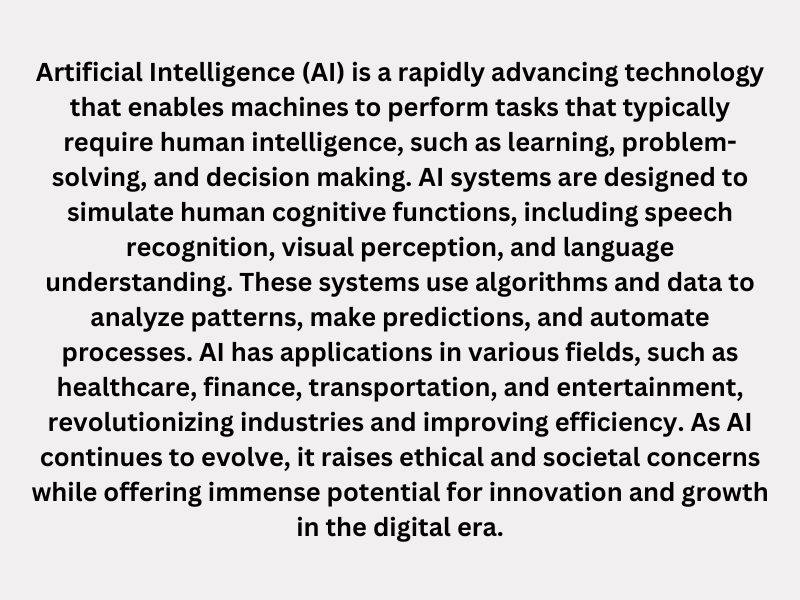 Artificial Intelligence (AI) is a rapidly advancing technology
that enables machines to perform tasks that typically
require human intelligence, such as learning, problem-
solving, and decision making. AI systems are designed to
simulate human cognitive functions, including speech
recognition, visual perception, and language
understanding. These systems use algorithms and data to
analyze patterns, make predictions, and automate
processes. AI has applications in various fields, such as
healthcare, finance, transportation, and entertainment,
revolutionizing industries and improving efficiency. As AI
continues to evolve, it raises ethical and societal concerns
while offering immense potential for innovation and growth
in the digital era.